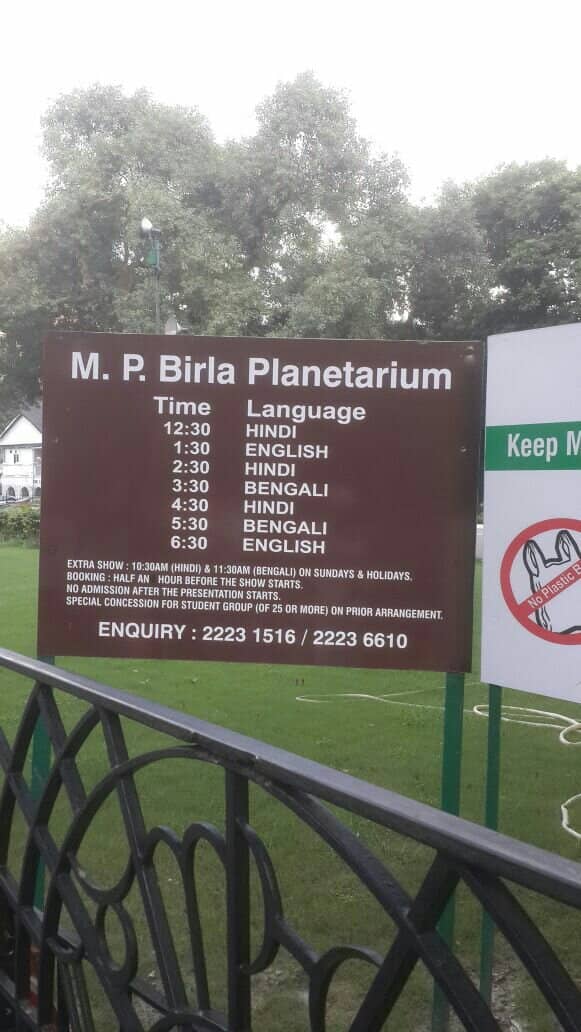 M. P. Birla Planetarium
Time Language
12:30 HINDI
1:30 ENGLISH
2:30 HINDI
3:30 BENGALI
4:30 HINDI
5:30 BENGALI
6:30 ENGLISH
EXTRA SHOW : 10:30AM (HINDI) & 11:30AM (BENGALI) ON SUNDAYS & HOLIDAYS.
BOOKING : HALF AN HOUR BEFORE THE SHOW STARTS.
NO ADMISSION AFTER THE PRESENTATION STARTS.
SPECIAL CONCESSION FOR STUDENT GROUP (OF 25 OR MORE) ON PRIOR ARRANGEMENT.
ENQUIRY : 2223 1516 / 2223 6610
Keep
No Plastic